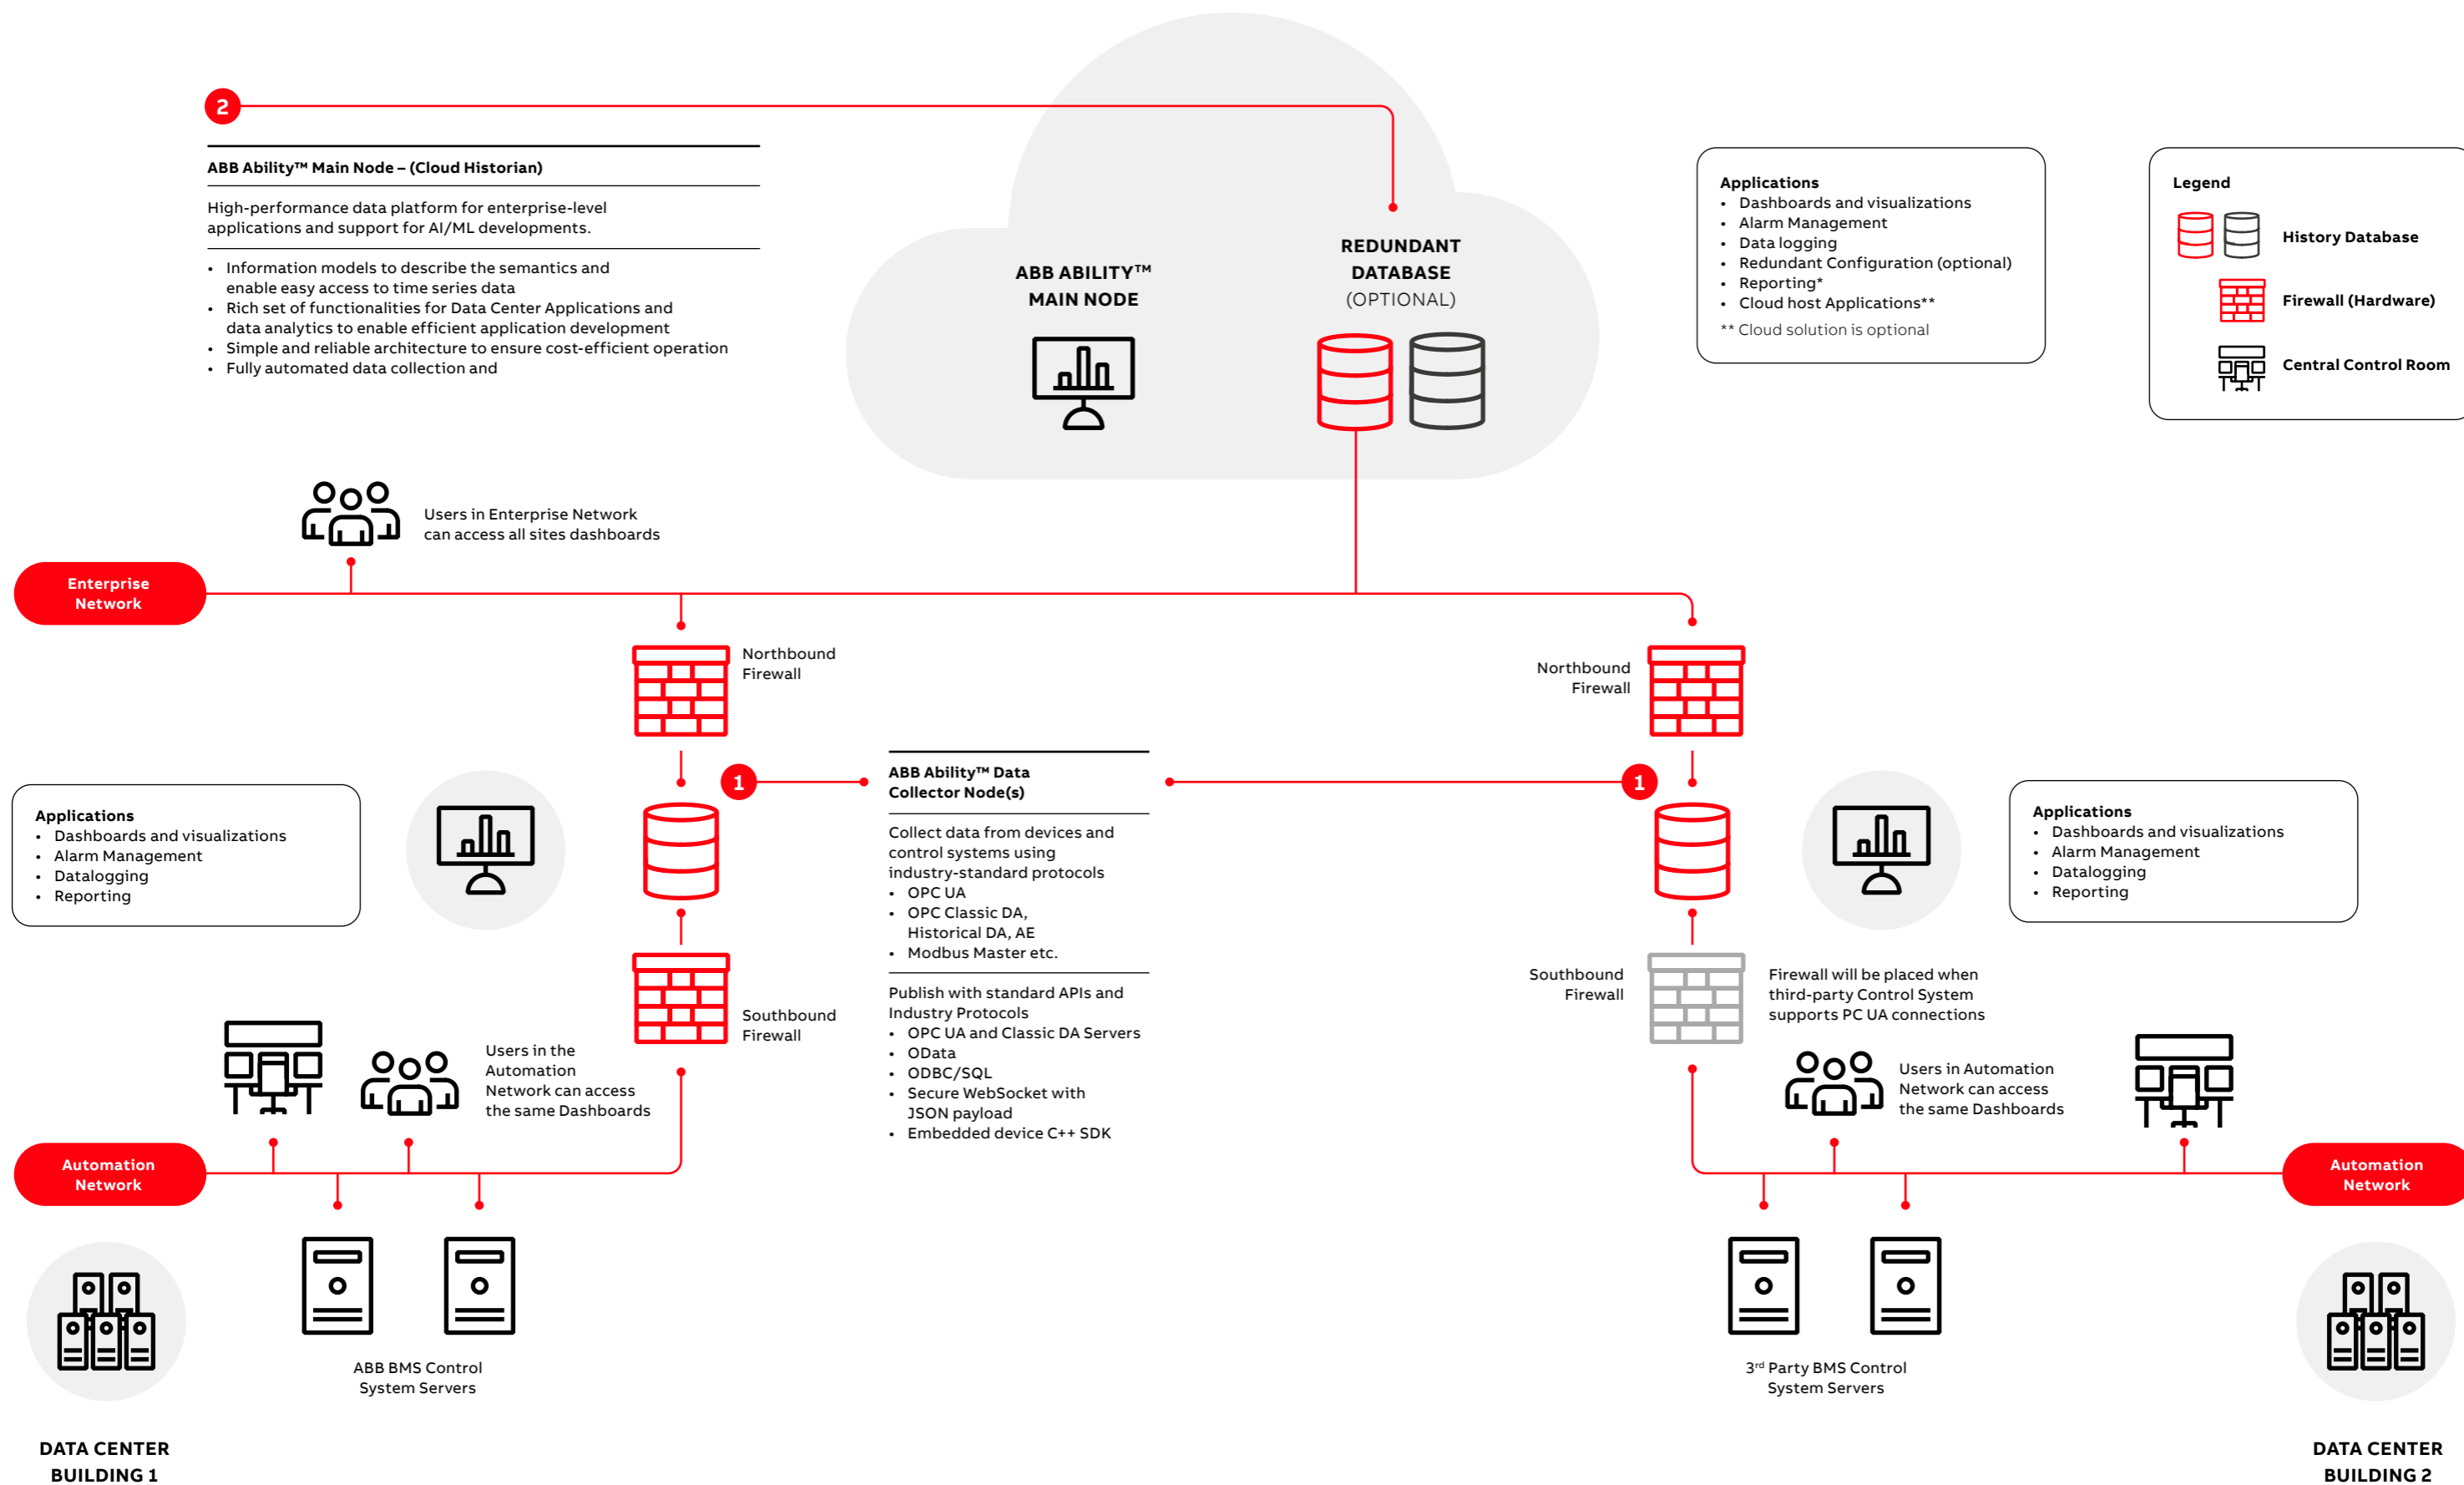 2
ABB Ability™ Main Node – (Cloud Historian)
High-performance data platform for enterprise-level
applications and support for AI/ML developments.
• Information models to describe the semantics and
enable easy access to time series data
• Rich set of functionalities for Data Center Applications and
data analytics to enable efficient application development
• Simple and reliable architecture to ensure cost-efficient operation
• Fully automated data collection and
ABB ABILITY™
MAIN NODE
REDUNDANT
DATABASE
(OPTIONAL)
Applications
• Dashboards and visualizations
• Alarm Management
• Data logging
• Redundant Configuration (optional)
• Reporting*
• Cloud host Applications**
** Cloud solution is optional
Legend
History Database
Firewall (Hardware)
Central Control Room
Users in Enterprise Network
can access all sites dashboards
Enterprise
Network
Northbound
Firewall
Northbound
Firewall
Applications
• Dashboards and visualizations
• Alarm Management
• Datalogging
• Reporting
1
ABB Ability™ Data
Collector Node(s)
Collect data from devices and
control systems using
industry-standard protocols
• OPC UA
• OPC Classic DA,
Historical DA, AE
• Modbus Master etc.
Publish with standard APIs and
Industry Protocols
• OPC UA and Classic DA Servers
• OData
• ODBC/SQL
• Secure WebSocket with
JSON payload
• Embedded device C++ SDK
1
Applications
• Dashboards and visualizations
• Alarm Management
• Datalogging
• Reporting
Southbound
Firewall
Southbound
Firewall
Firewall will be placed when
third-party Control System
supports PC UA connections
Users in the
Automation
Network can access
the same Dashboards
Users in Automation
Network can access
the same Dashboards
Automation
Network
Automation
Network
ABB BMS Control
System Servers
3rd Party BMS Control
System Servers
DATA CENTER
BUILDING 1
DATA CENTER
BUILDING 2